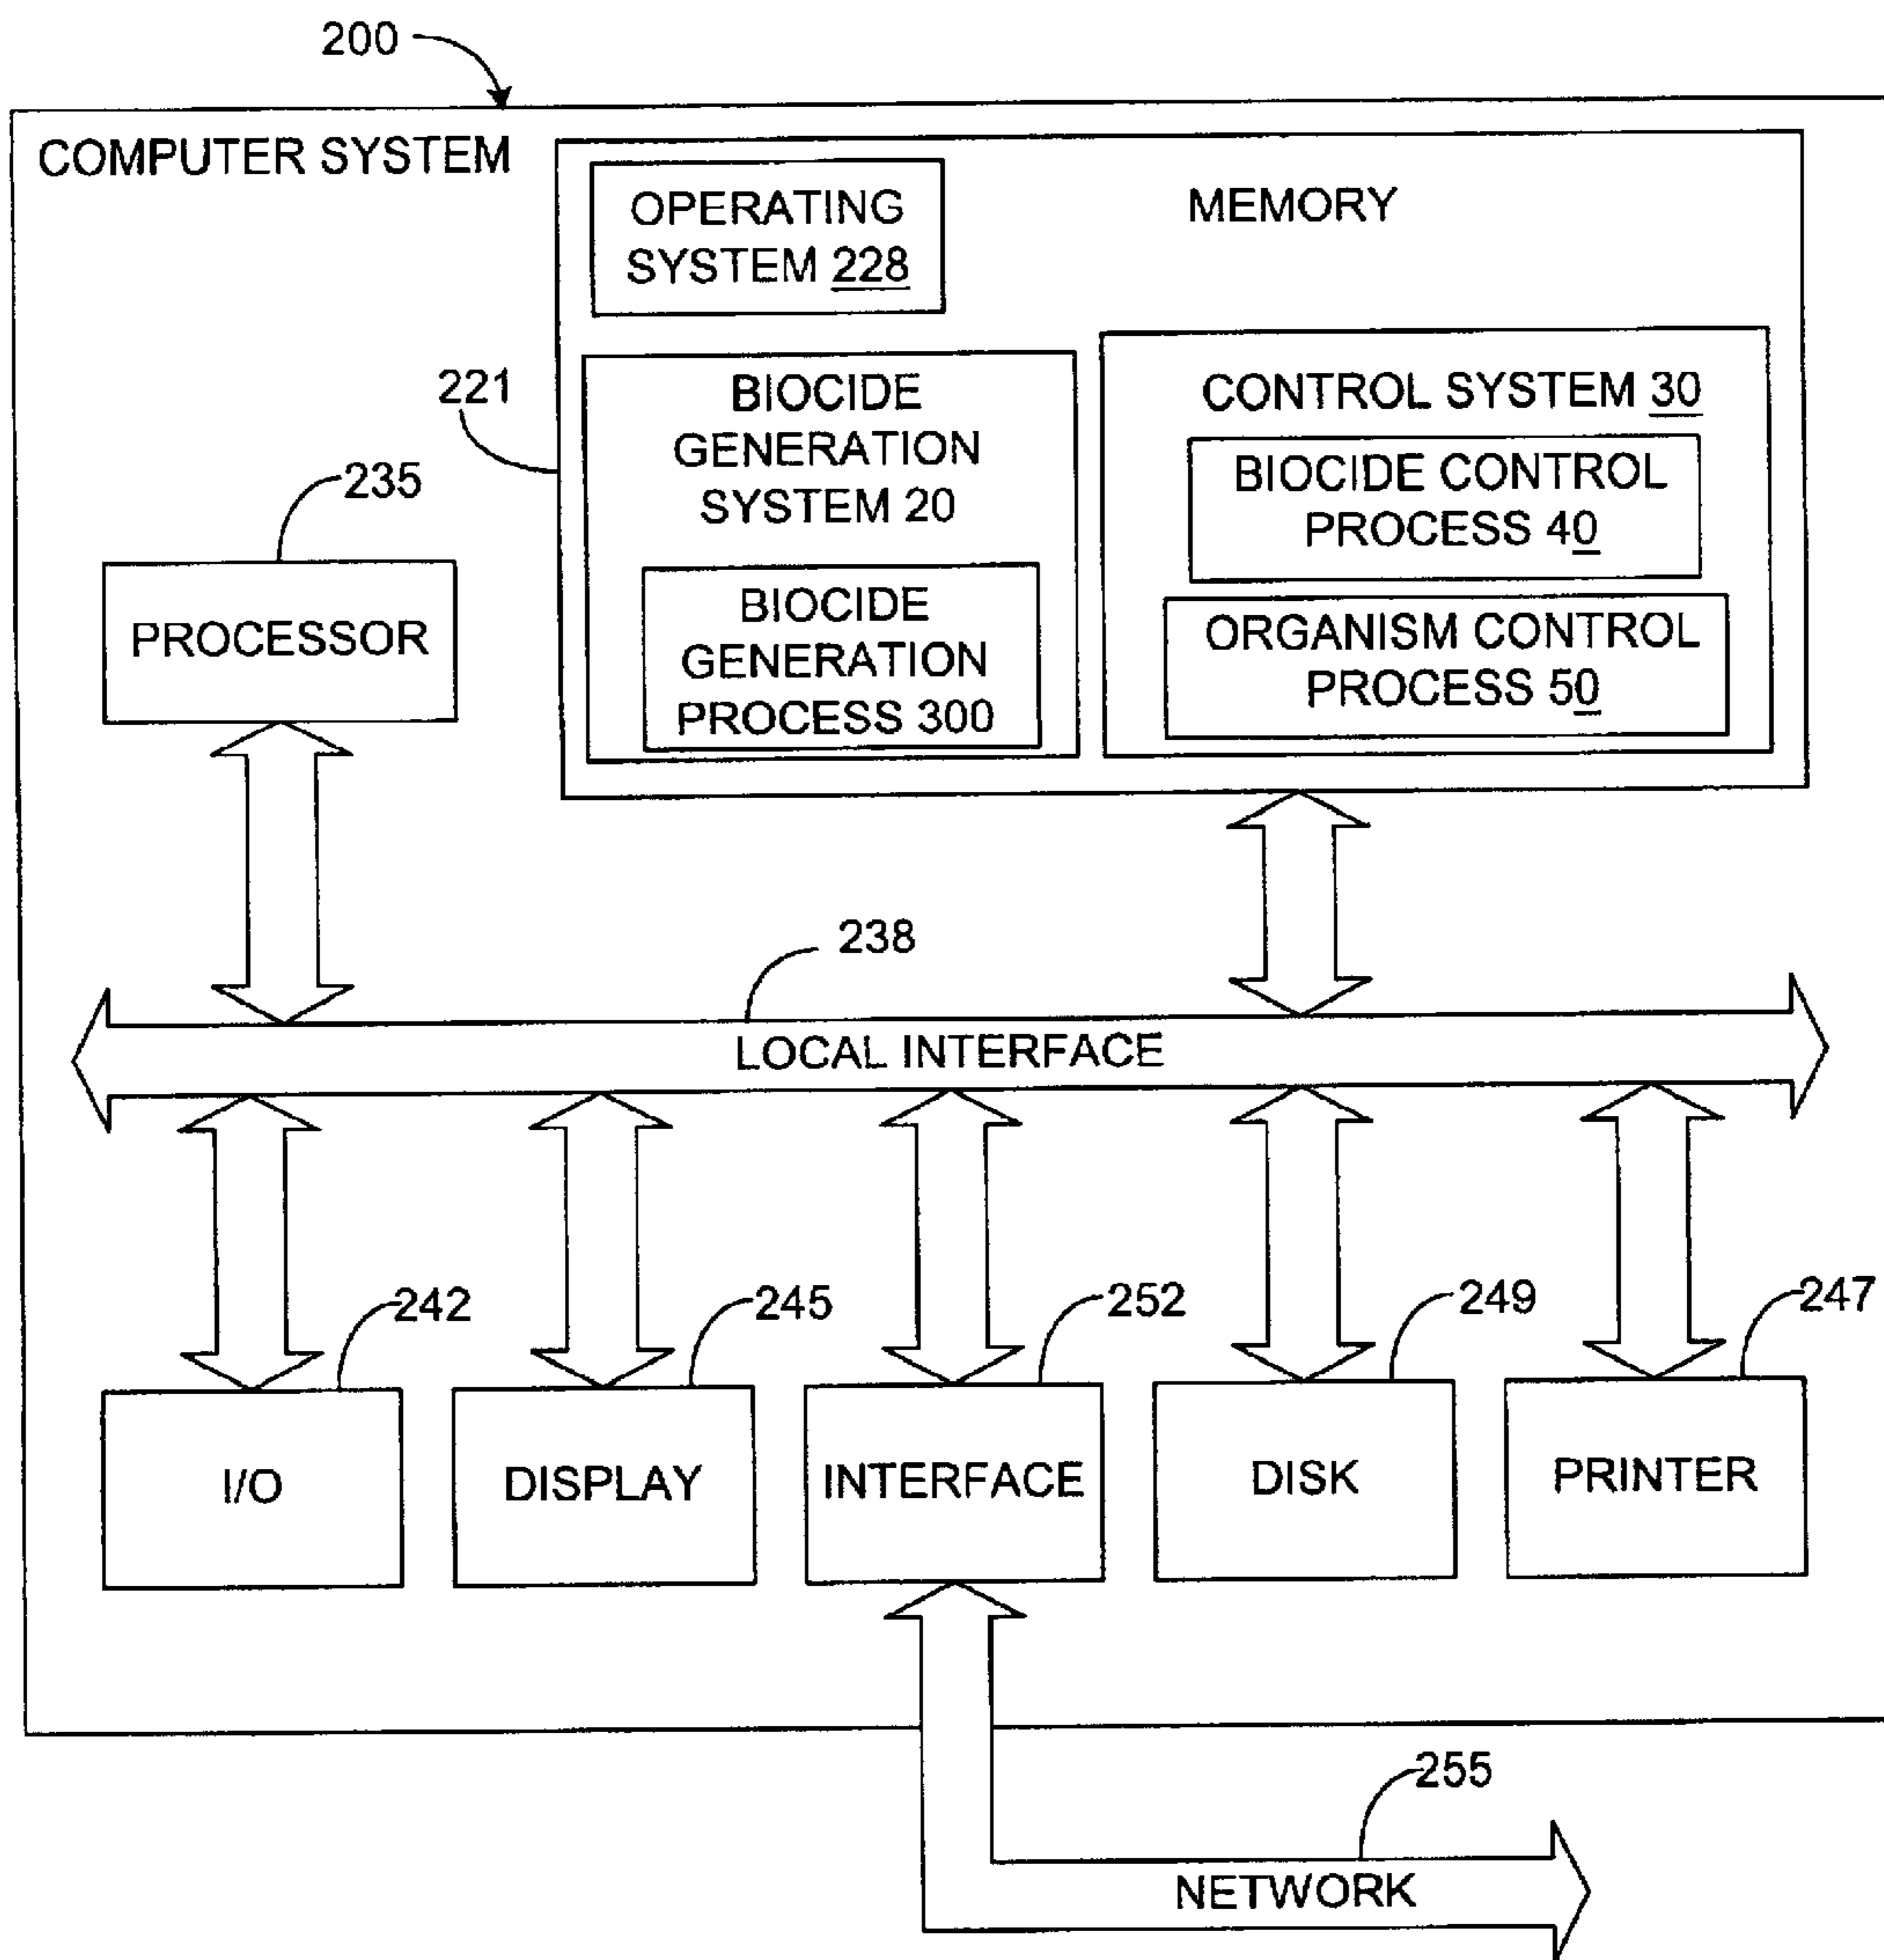 200
COMPUTER SYSTEM
MEMORY
OPERATING
SYSTEM 228
221
BIOCIDE
GENERATION
SYSTEM 20
BIOCIDE
GENERATION
PROCESS 300
CONTROL SYSTEM 30
BIOCIDE CONTROL
PROCESS 40
ORGANISM CONTROL
PROCESS 50
235
PROCESSOR
238
LOCAL INTERFACE
242
I/O
245
DISPLAY
252
INTERFACE
249
DISK
247
PRINTER
255
NETWORK